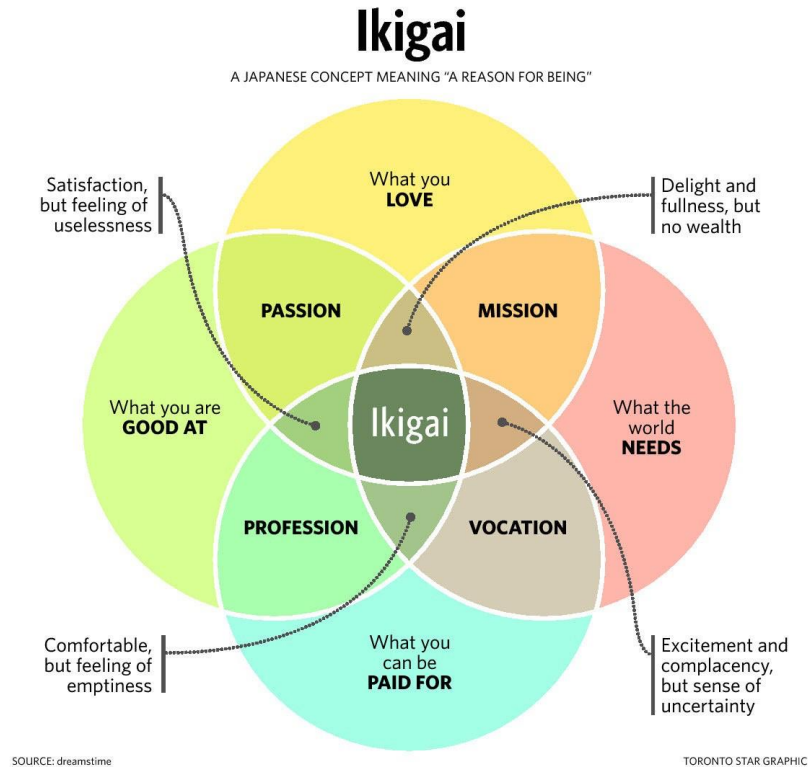 Ikigai
A JAPANESE CONCEPT MEANING “A REASON FOR BEING”
What you
LOVE
Satisfaction,
but feeling of
uselessness
Delight and
fullness, but
no wealth
PASSION
MISSION
What you are
GOOD AT
Ikigai
What the
world
NEEDS
PROFESSION
VOCATION
What you
can be
PAID FOR
Comfortable,
but feeling of
emptiness
Excitement and
complacency,
but sense of
uncertainty
SOURCE: dreamstime
TORONTO STAR GRAPHIC